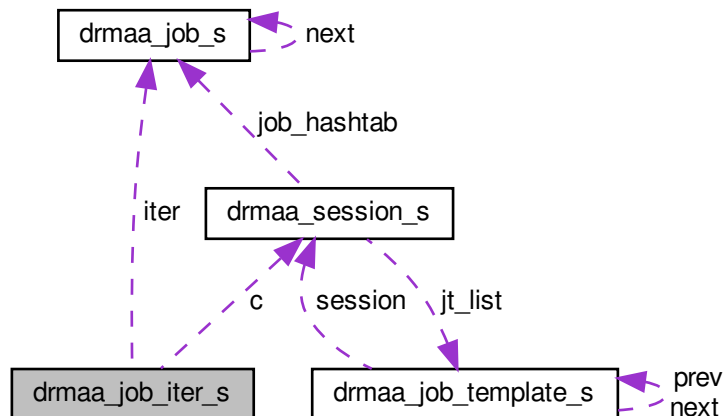 drmaa_job_s
next
job_hashtab
iter
drmaa_session_s
c
session
jt_list
drmaa_job_iter_s
drmaa_job_template_s
prev
next